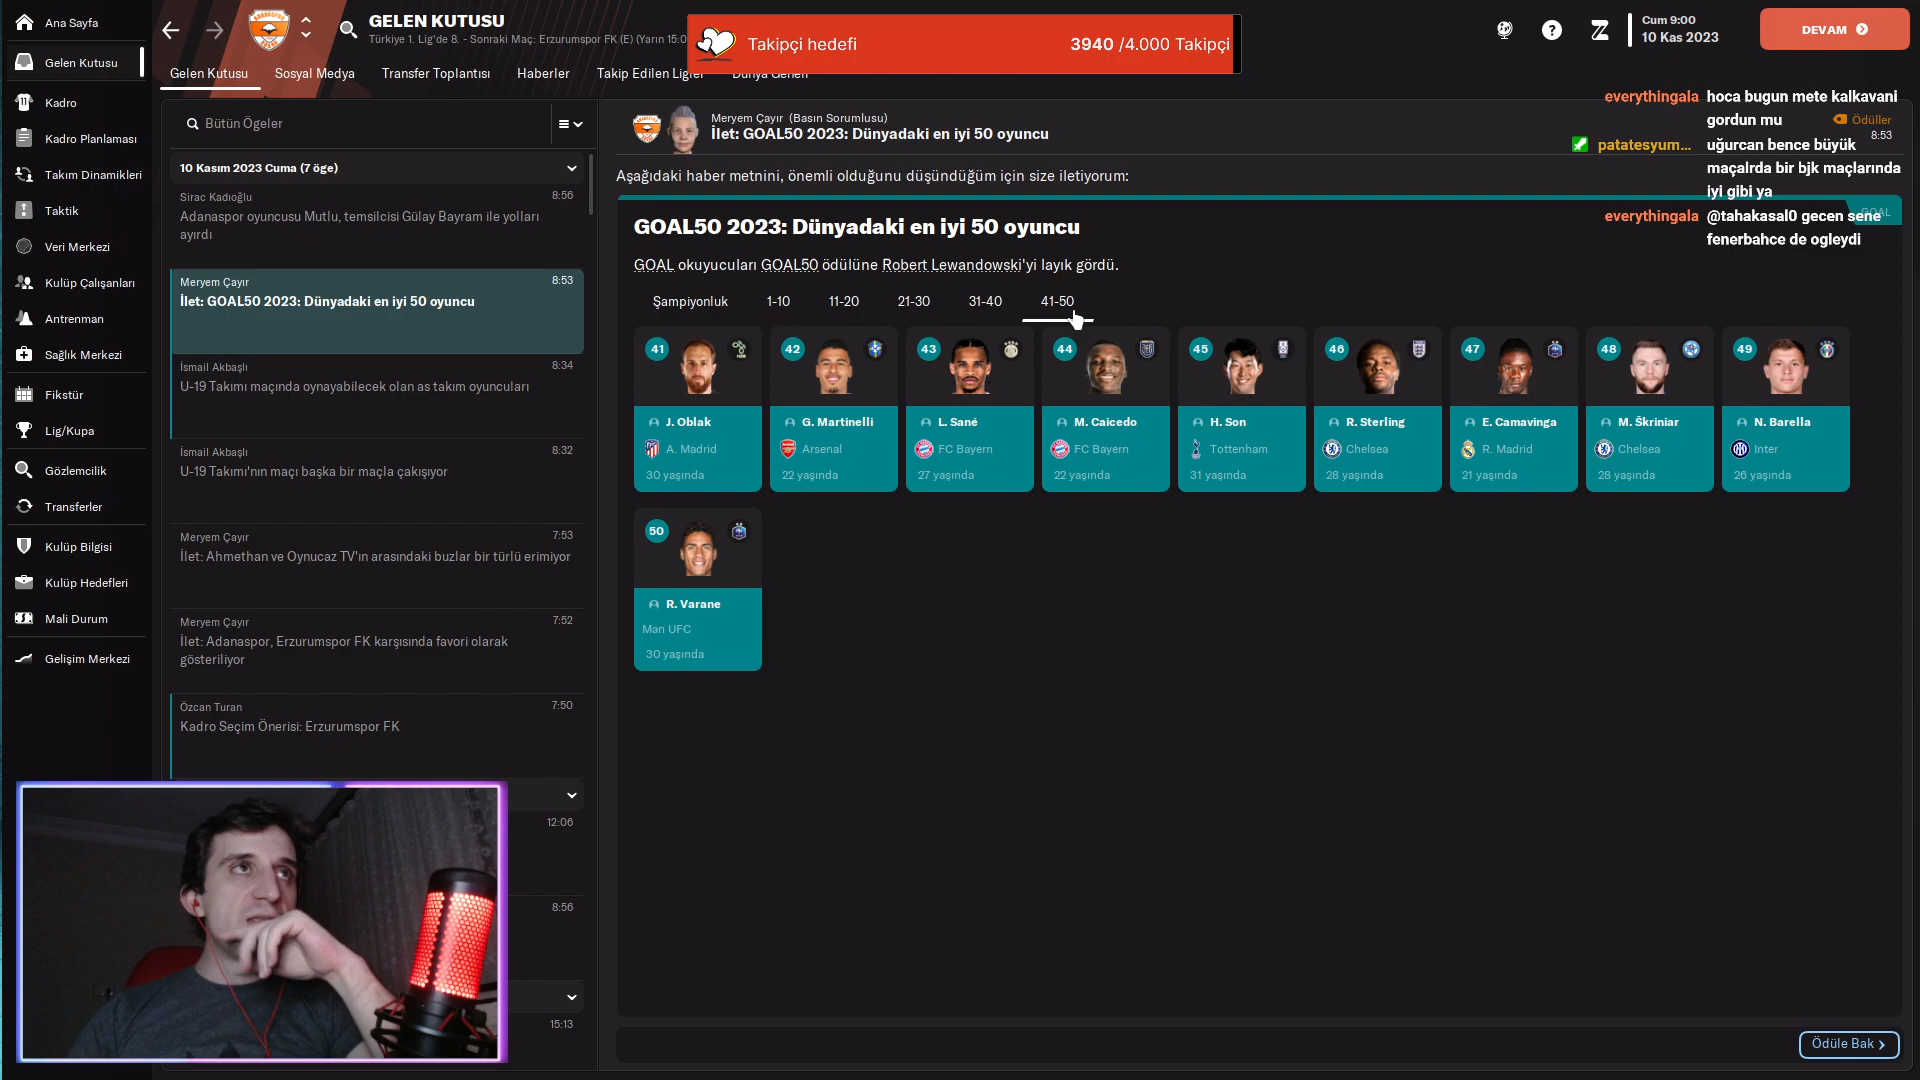 Ana Sayfa
Gelen Kutusu
Kadro
Kadro Planlaması
Takım Dinamikleri
Taktik
Veri Merkezi
Kulüp Çalışanları
Antrenman
Sağlık Merkezi
Fikstür
Lig/Kupa
Gözlemcilik
Transferler
Kulüp Bilgisi
Kulüp Hedefleri
Mali Durum
Gelişim Merkezi
GELEN KUTUSU
Türkiye 1. Lig'de 8. - Sonraki Maç: Erzurumspor FK (E) (Yarın 15:0
Takipçi hedefi 3940 /4.000 Takipçi
Cum 9:00
10 Kas 2023
DEVAM
Gelen Kutusu Sosyal Medya Transfer Toplantısı Haberler Takip Edilen Ligler Dünya Geneli
Bütün Ögeler
10 Kasım 2023 Cuma (7 öge)
Sirac Kadıoğlu 8:56
Adanaspor oyuncusu Mutlu, temsilcisi Gülay Bayram ile yolları
ayırdı
Meryem Çayır 8:53
İlet: GOAL50 2023: Dünyadaki en iyi 50 oyuncu
İsmail Akbaşlı 8:34
U-19 Takımı maçında oynayabilecek olan as takım oyuncuları
İsmail Akbaşlı 8:32
U-19 Takımı'nın maçı başka bir maçla çakışıyor
Meryem Çayır 7:53
İlet: Ahmethan ve Oynucaz TV'ın arasındaki buzlar bir türlü erimiyor
Meryem Çayır 7:52
İlet: Adanaspor, Erzurumspor FK karşısında favori olarak
gösteriliyor
Özcan Turan 7:50
Kadro Seçim Önerisi: Erzurumspor FK
12:06
8:56
15:13
Meryem Çayır (Basın Sorumlusu)
İlet: GOAL50 2023: Dünyadaki en iyi 50 oyuncu
Ödüller
8:53
everythingala hoca bugun mete kalkavani
gordun mu
patatesyum... uğurcan bence büyük
maçalrda bir bjk maçlarında
iyi gibi ya
everythingala @tahakasal0 gecen sene
fenerbahce de ogleydi
Aşağıdaki haber metnini, önemli olduğunu düşündüğüm için size iletiyorum:
GOAL
GOAL50 2023: Dünyadaki en iyi 50 oyuncu
GOAL okuyucuları GOAL50 ödülüne Robert Lewandowski'yi layık gördü.
Şampiyonluk 1-10 11-20 21-30 31-40 41-50
41 42 43 44 45 46 47 48 49
J. Oblak G. Martinelli L. Sané M. Caicedo H. Son R. Sterling E. Camavinga M. Škriniar N. Barella
A. Madrid Arsenal FC Bayern FC Bayern Tottenham Chelsea R. Madrid Chelsea Inter
30 yaşında 22 yaşında 27 yaşında 22 yaşında 31 yaşında 28 yaşında 21 yaşında 28 yaşında 26 yaşında
50
R. Varane
Man UFC
30 yaşında
Ödüle Bak